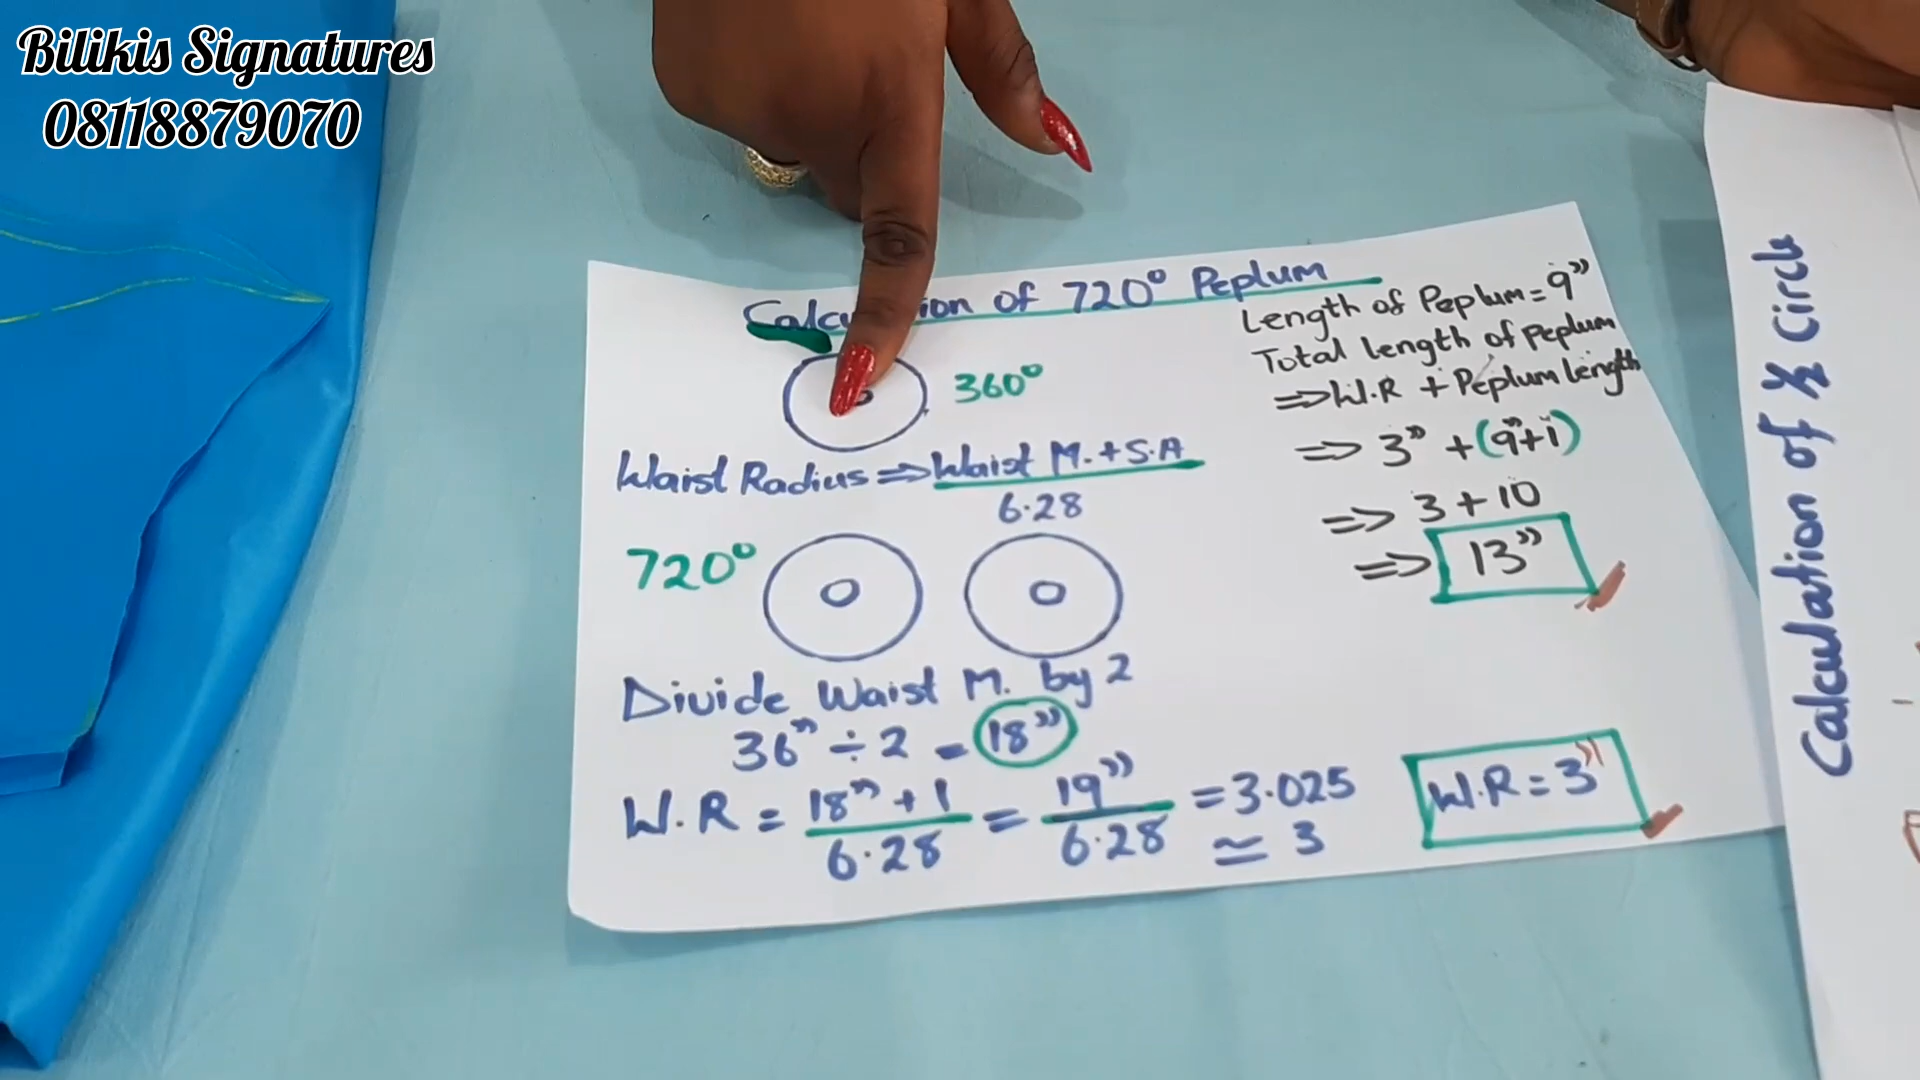 Bilikis Signatures
08118879070
Calculation of 720° Peplum
360°
Waist Radius => Waist M. + S.A
6.28
720°
Divide Waist M. by 2
36" ÷ 2 = 18"
W.R = 18" + 1 = 19" = 3.025
6.28 6.28 ≃ 3
W.R = 3"
Length of Peplum = 9"
Total length of peplum
=> W.R + Peplum length
=> 3" + (9"+1)
=> 3 + 10
=> 13"
Calculation of ½ Circle